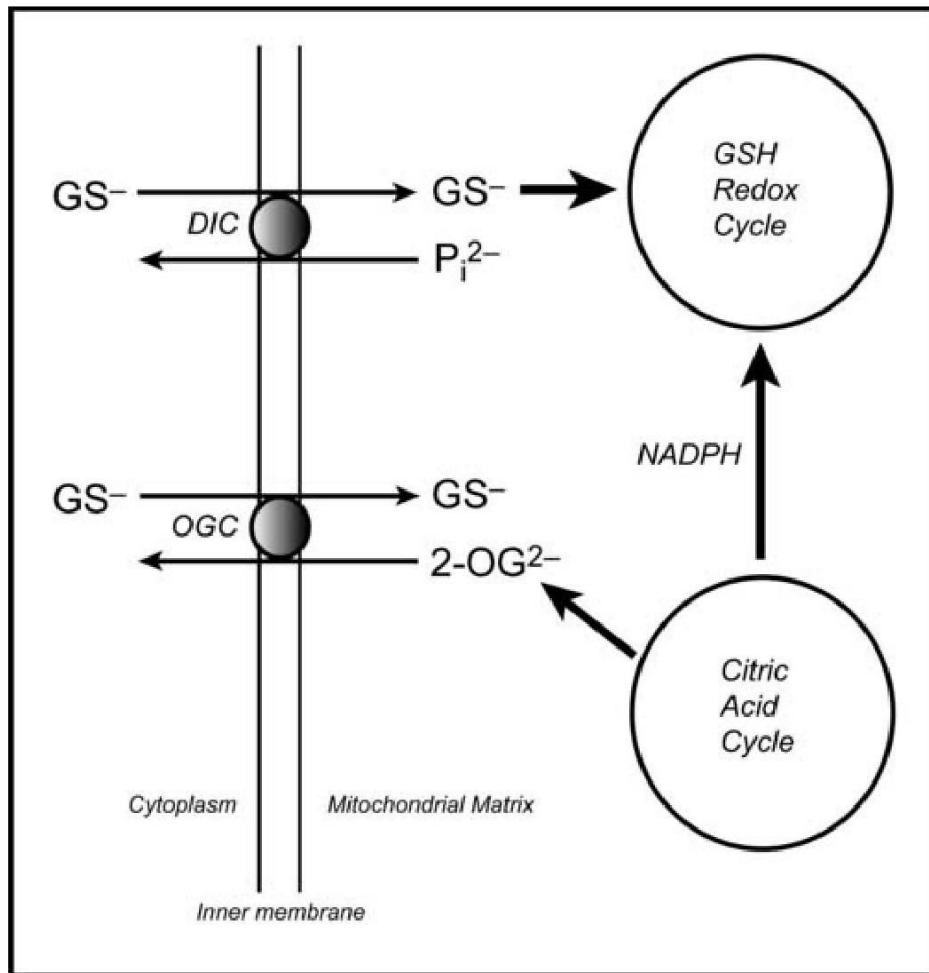 GS⁻
DIC
GS⁻
Pᵢ²⁻
GSH
Redox
Cycle
NADPH
GS⁻
OGC
GS⁻
2-OG²⁻
Citric
Acid
Cycle
Cytoplasm
Mitochondrial Matrix
Inner membrane